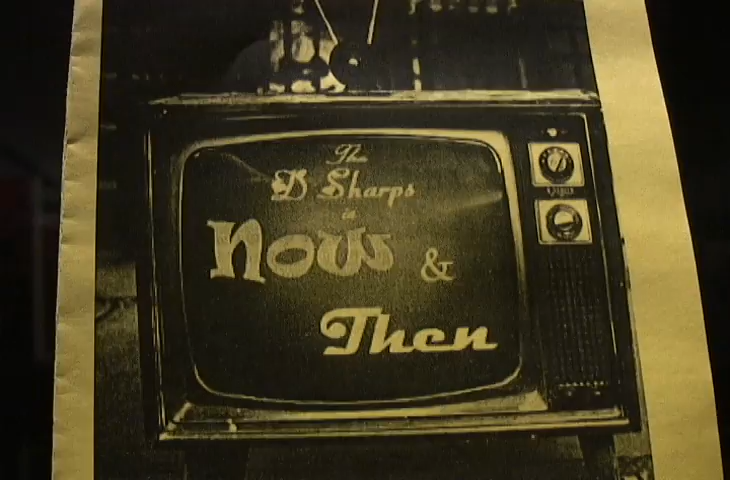 The
D Sharps
in
Now &
Then